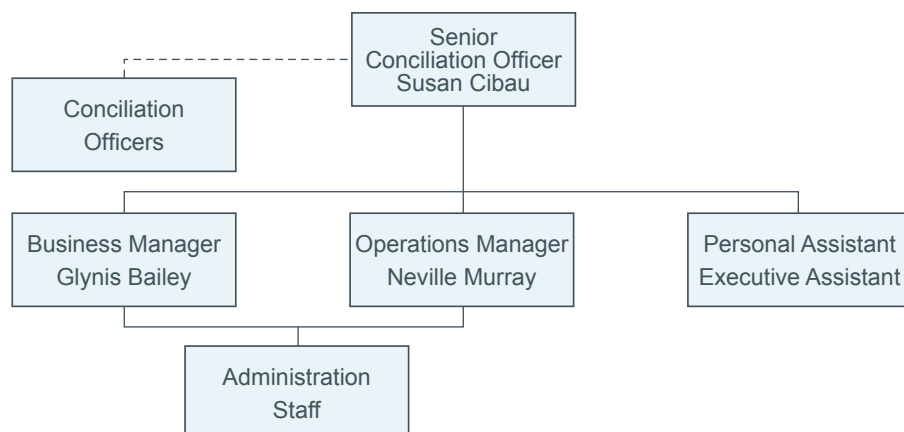 Senior
Conciliation Officer
Susan Cibau
Conciliation
Officers
Business Manager
Glynis Bailey
Operations Manager
Neville Murray
Personal Assistant
Executive Assistant
Administration
Staff